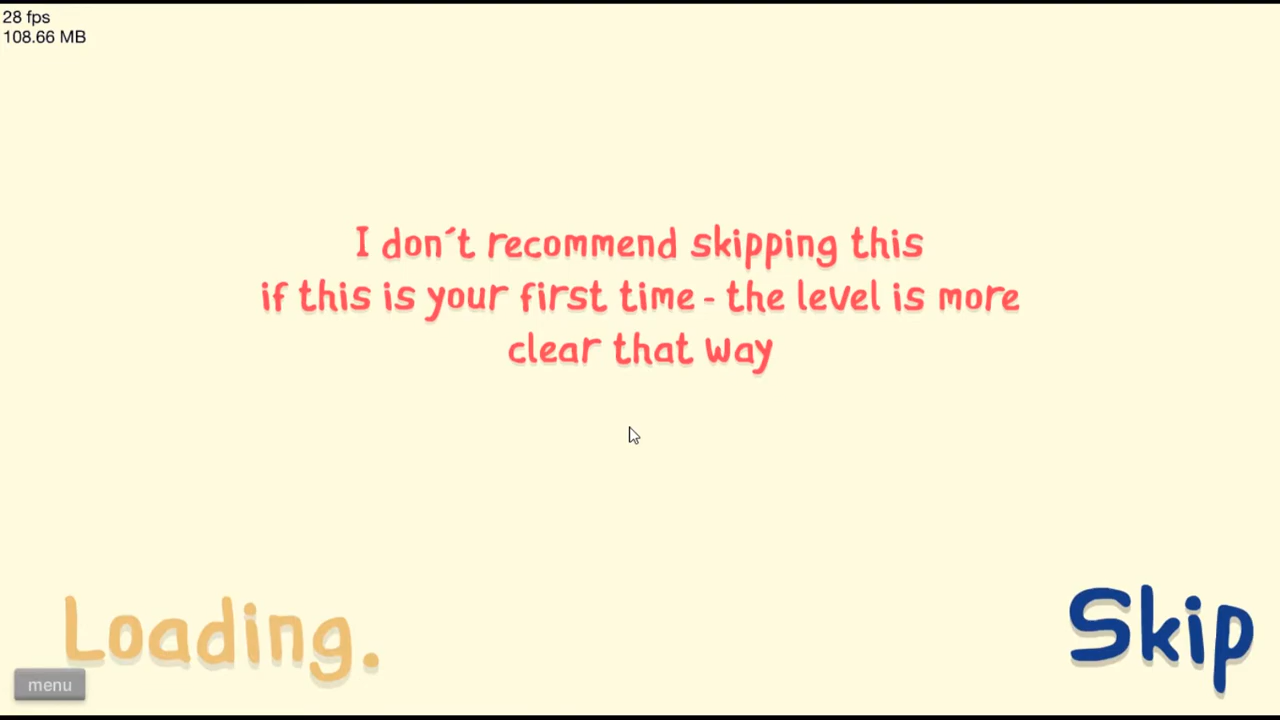 28 fps
108.66 MB
I don´t recommend skipping this
if this is your first time - the level is more
clear that way
Loading.
Skip
menu